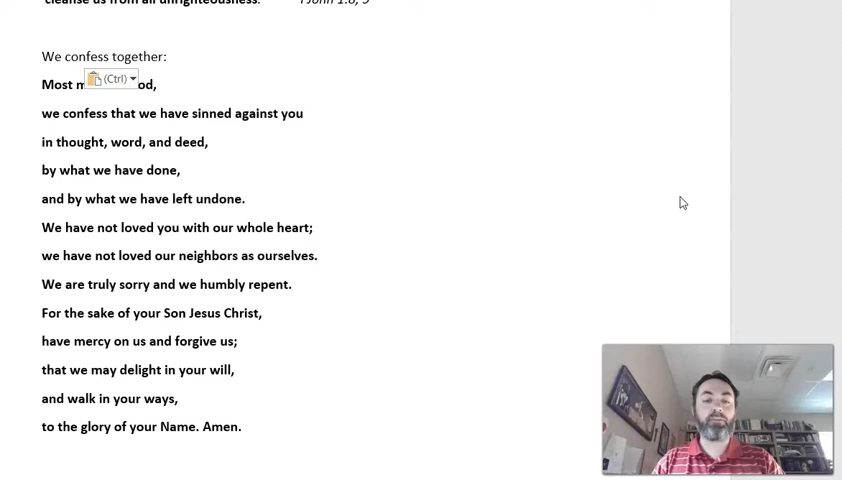 cleanse us from all unrighteousness. I John 1:8, 9
We confess together:
Most m (Ctrl) od,
we confess that we have sinned against you
in thought, word, and deed,
by what we have done,
and by what we have left undone.
We have not loved you with our whole heart;
we have not loved our neighbors as ourselves.
We are truly sorry and we humbly repent.
For the sake of your Son Jesus Christ,
have mercy on us and forgive us;
that we may delight in your will,
and walk in your ways,
to the glory of your Name. Amen.